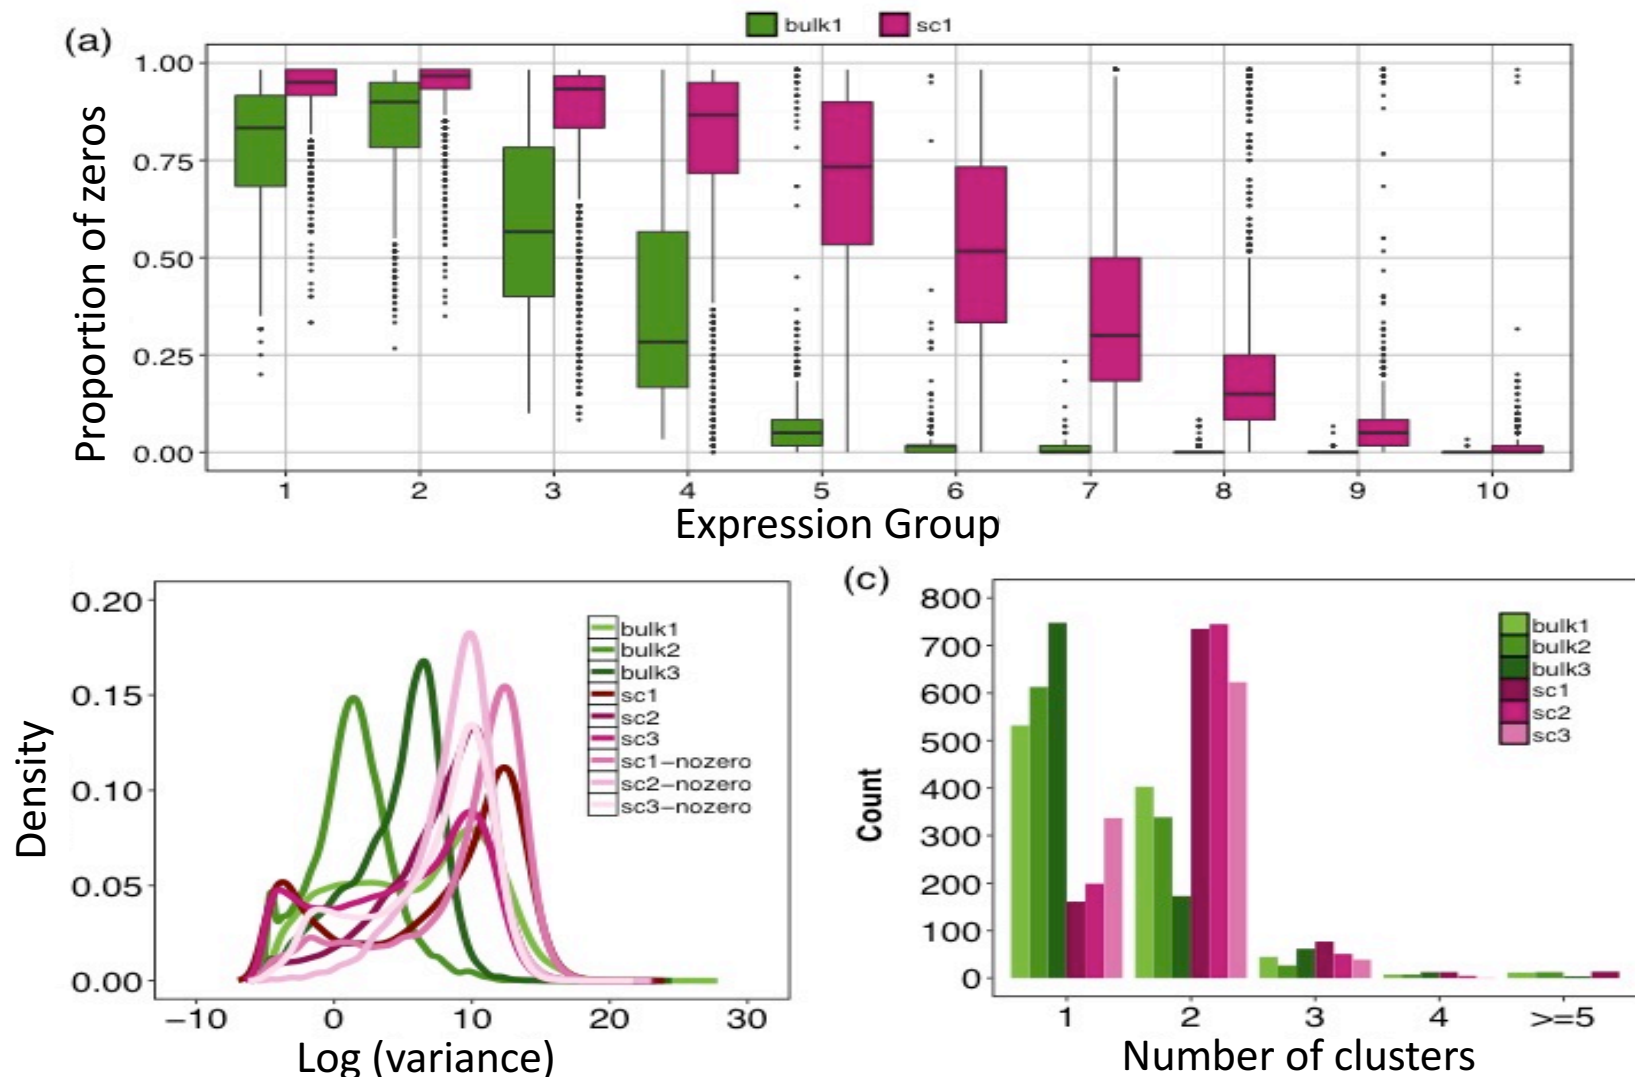 bulk1 sc1
(a)
Proportion of zeros
1.00
0.75
0.50
0.25
0.00
1 2 3 4 5 6 7 8 9 10
Expression Group
Density
0.20
0.15
0.10
0.05
0.00
bulk1
bulk2
bulk3
sc1
sc2
sc3
sc1–nozero
sc2–nozero
sc3–nozero
−10 0 10 20 30
Log (variance)
(c)
Count
800
700
600
500
400
300
200
100
0
bulk1
bulk2
bulk3
sc1
sc2
sc3
1 2 3 4 >=5
Number of clusters